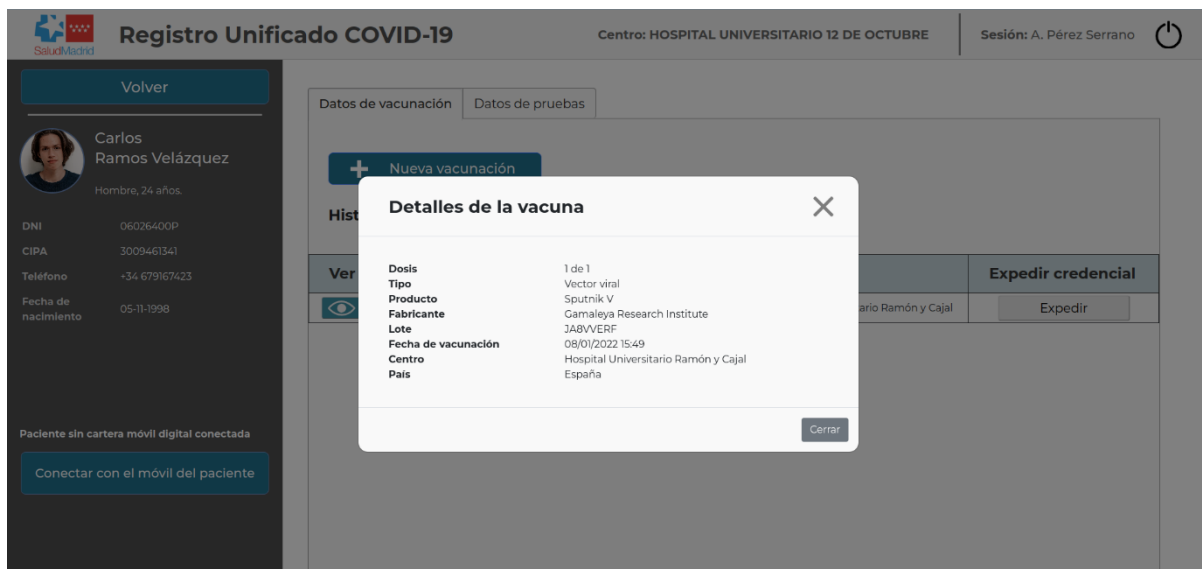 SaludMadrid
Registro Unificado COVID-19
Centro: HOSPITAL UNIVERSITARIO 12 DE OCTUBRE
Sesión: A. Pérez Serrano
Volver
Carlos
Ramos Velázquez
Hombre, 24 años.
DNI 06026400P
CIPA 3009461341
Teléfono +34 679167423
Fecha de nacimiento 05-11-1998
Paciente sin cartera móvil digital conectada
Conectar con el móvil del paciente
Datos de vacunación
Datos de pruebas
+ Nueva vacunación
Hist
Ver
Expedir credencial
ario Ramón y Cajal
Expedir
Detalles de la vacuna
Dosis 1 de 1
Tipo Vector viral
Producto Sputnik V
Fabricante Gamaleya Research Institute
Lote JA8VVERF
Fecha de vacunación 08/01/2022 15:49
Centro Hospital Universitario Ramón y Cajal
País España
Cerrar